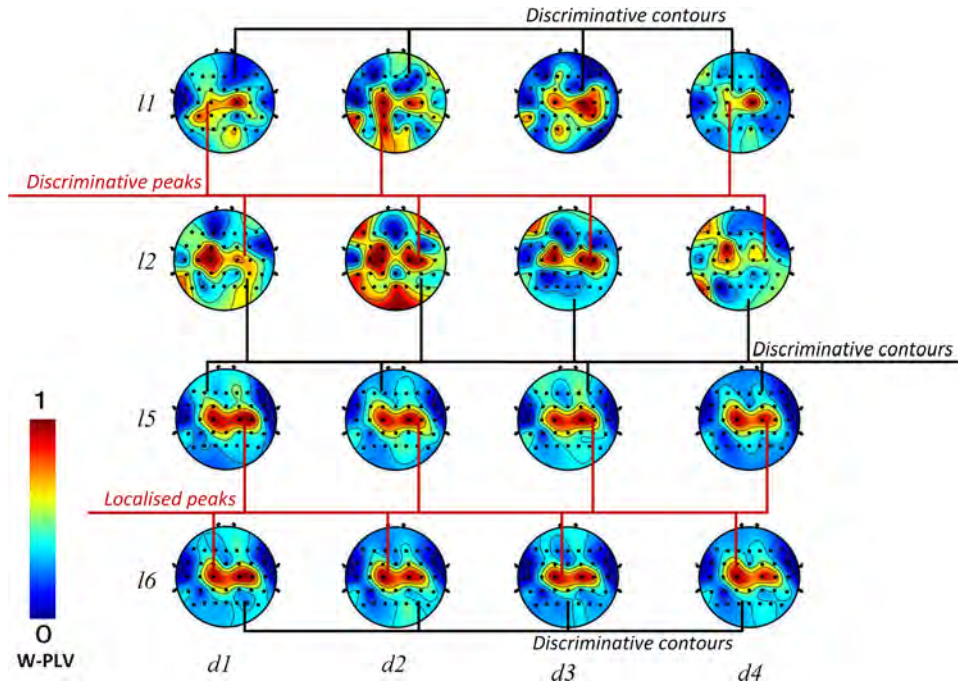 Discriminative contours
l1
Discriminative peaks
l2
Discriminative contours
1
l5
Localised peaks
l6
0
Discriminative contours
W-PLV
d1 d2 d3 d4